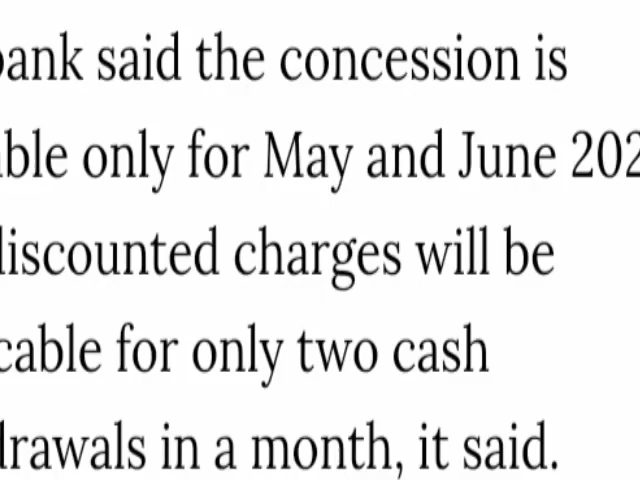 bank said the concession is
able only for May and June 202
discounted charges will be
cable for only two cash
drawals in a month, it said.